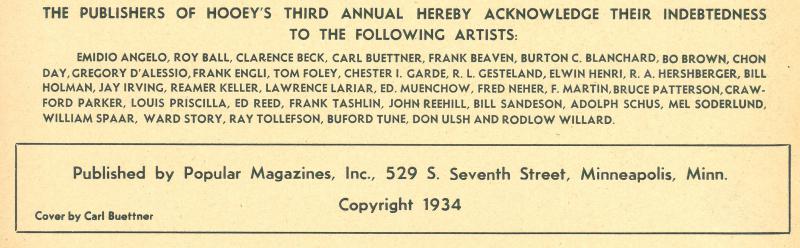 THE PUBLISHERS OF HOOEY'S THIRD ANNUAL HEREBY ACKNOWLEDGE THEIR INDEBTEDNESS
TO THE FOLLOWING ARTISTS:
EMIDIO ANGELO, ROY BALL, CLARENCE BECK, CARL BUETTNER, FRANK BEAVEN, BURTON C. BLANCHARD, BO BROWN, CHON
DAY, GREGORY D'ALESSIO, FRANK ENGLI, TOM FOLEY, CHESTER I. GARDE, R. L. GESTELAND, ELWIN HENRI, R. A. HERSHBERGER, BILL
HOLMAN, JAY IRVING, REAMER KELLER, LAWRENCE LARIAR, ED. MUENCHOW, FRED NEHER, F. MARTIN, BRUCE PATTERSON, CRAW-
FORD PARKER, LOUIS PRISCILLA, ED REED, FRANK TASHLIN, JOHN REEHILL, BILL SANDESON, ADOLPH SCHUS, MEL SODERLUND,
WILLIAM SPAAR, WARD STORY, RAY TOLLEFSON, BUFORD TUNE, DON ULSH AND RODLOW WILLARD.
Published by Popular Magazines, Inc., 529 S. Seventh Street, Minneapolis, Minn.
Copyright 1934
Cover by Carl Buettner